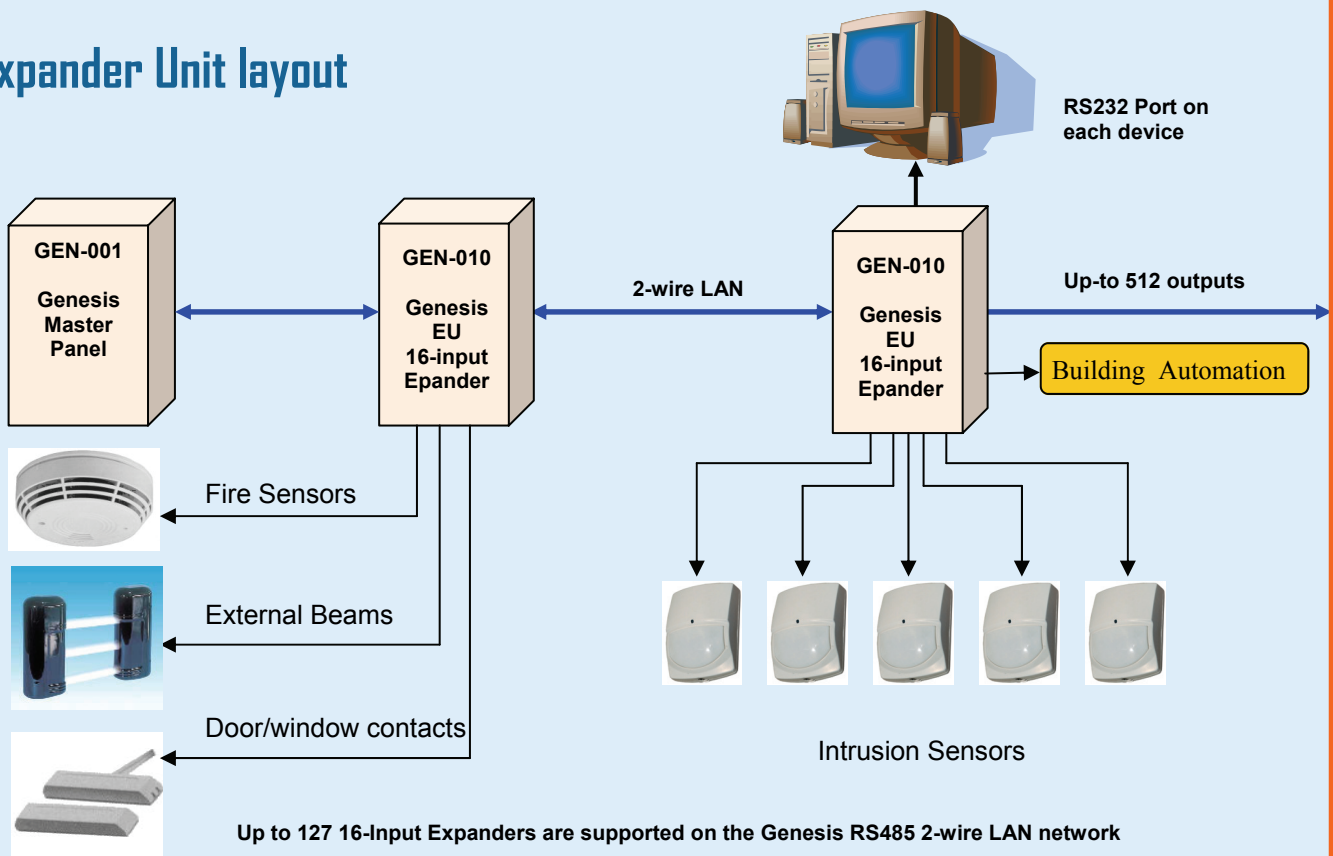 xpander Unit layout
RS232 Port on
each device
GEN-001
Genesis
Master
Panel
GEN-010
Genesis
EU
16-input
Epander
2-wire LAN
GEN-010
Genesis
EU
16-input
Epander
Up-to 512 outputs
Building Automation
Fire Sensors
External Beams
Door/window contacts
Intrusion Sensors
Up to 127 16-Input Expanders are supported on the Genesis RS485 2-wire LAN network